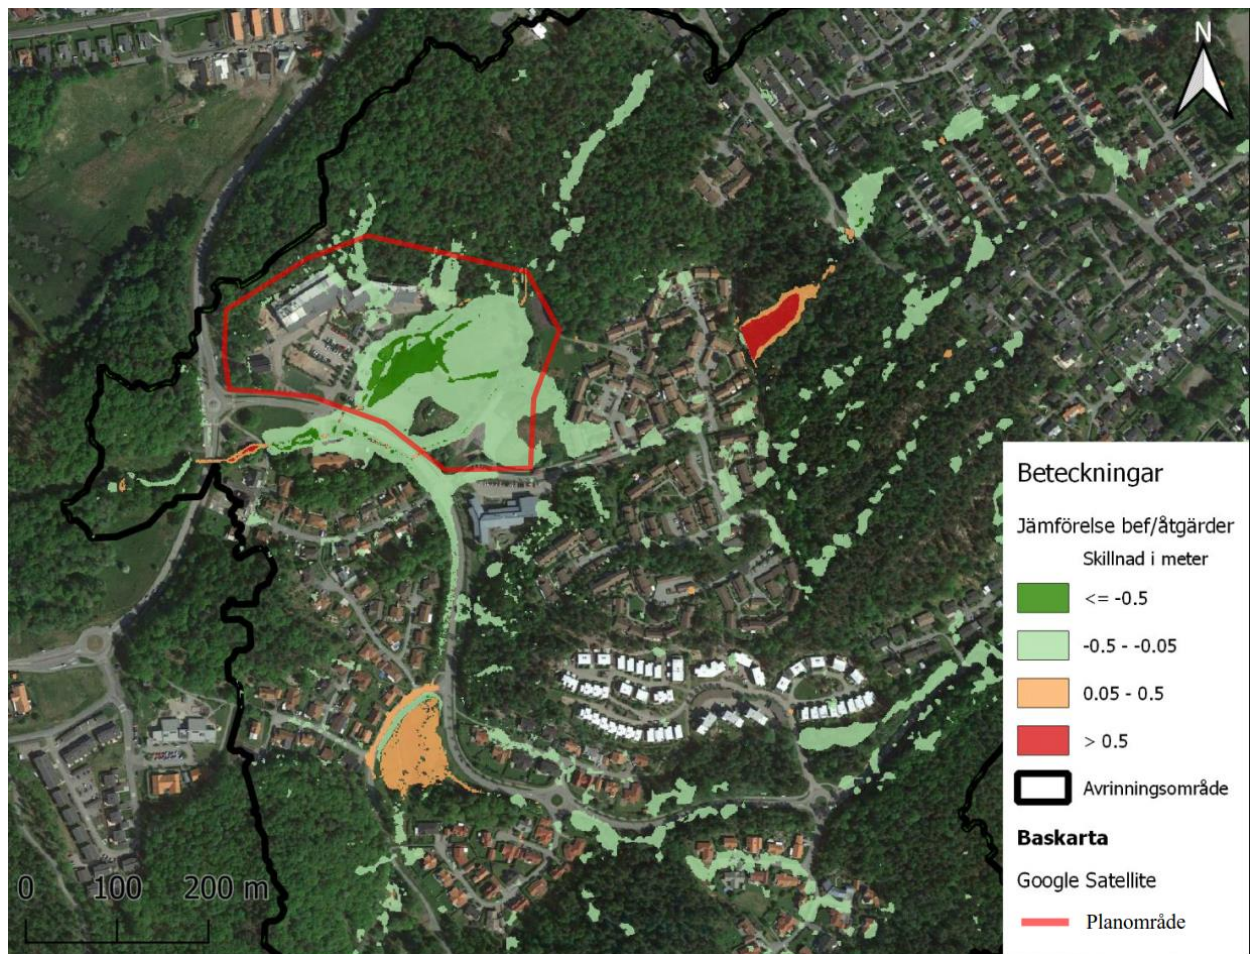 N
Beteckningar
Jämförelse bef/åtgärder
Skillnad i meter
<= -0.5
-0.5 - -0.05
0.05 - 0.5
> 0.5
Avrinningsområde
Baskarta
Google Satellite
Planområde
0 100 200 m